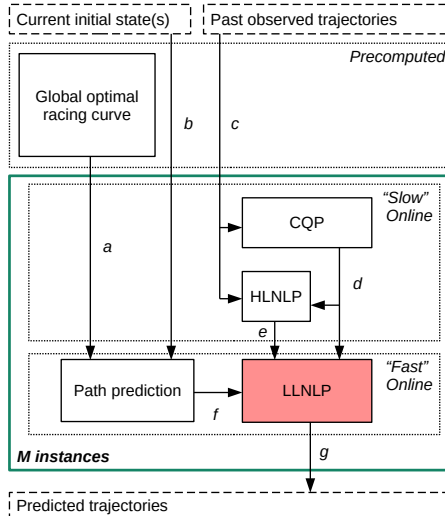 Current initial state(s)
Past observed trajectories
Precomputed
Global optimal
racing curve
b
c
a
“Slow”
Online
CQP
d
HLNLP
e
“Fast”
Online
Path prediction
LLNLP
f
g
M instances
Predicted trajectories